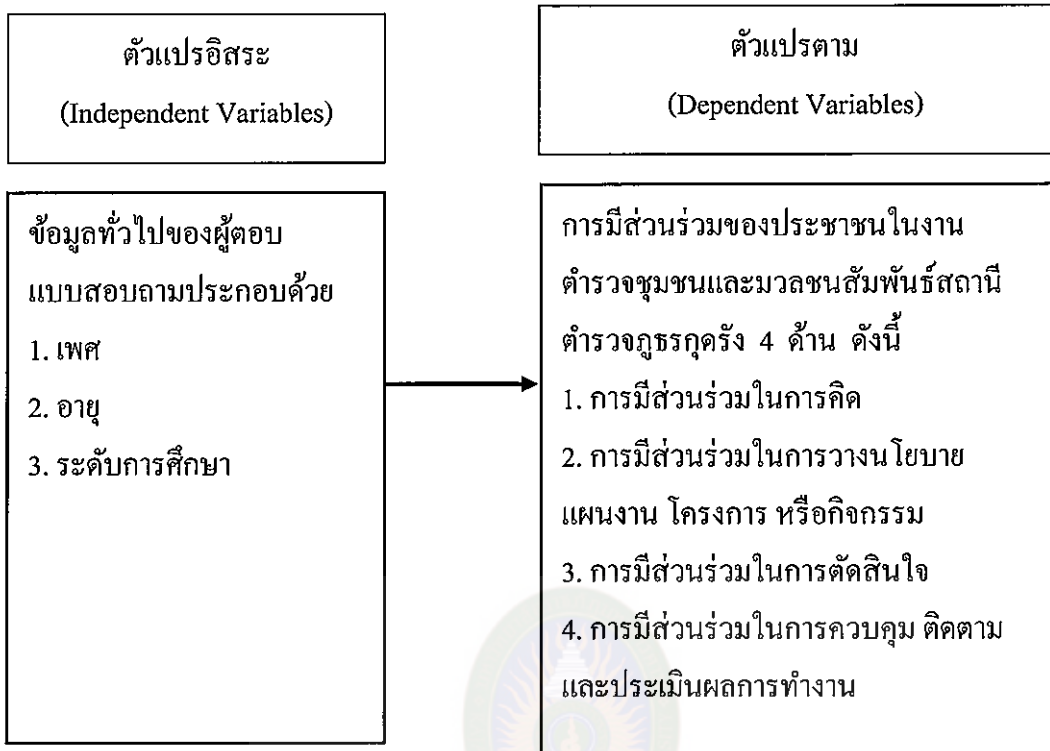 ตัวแปรอิสระ
(Independent Variables)
ตัวแปรตาม
(Dependent Variables)
ข้อมูลทั่วไปของผู้ตอบ
แบบสอบถามประกอบด้วย
1. เพศ
2. อายุ
3. ระดับการศึกษา
การมีส่วนร่วมของประชาชนในงาน
ตำรวจชุมชนและมวลชนสัมพันธ์สถานี
ตำรวจภูธรกุดรัง 4 ด้าน ดังนี้
1. การมีส่วนร่วมในการคิด
2. การมีส่วนร่วมในการวางนโยบาย
แผนงาน โครงการ หรือกิจกรรม
3. การมีส่วนร่วมในการตัดสินใจ
4. การมีส่วนร่วมในการควบคุม ติดตาม
และประเมินผลการทำงาน